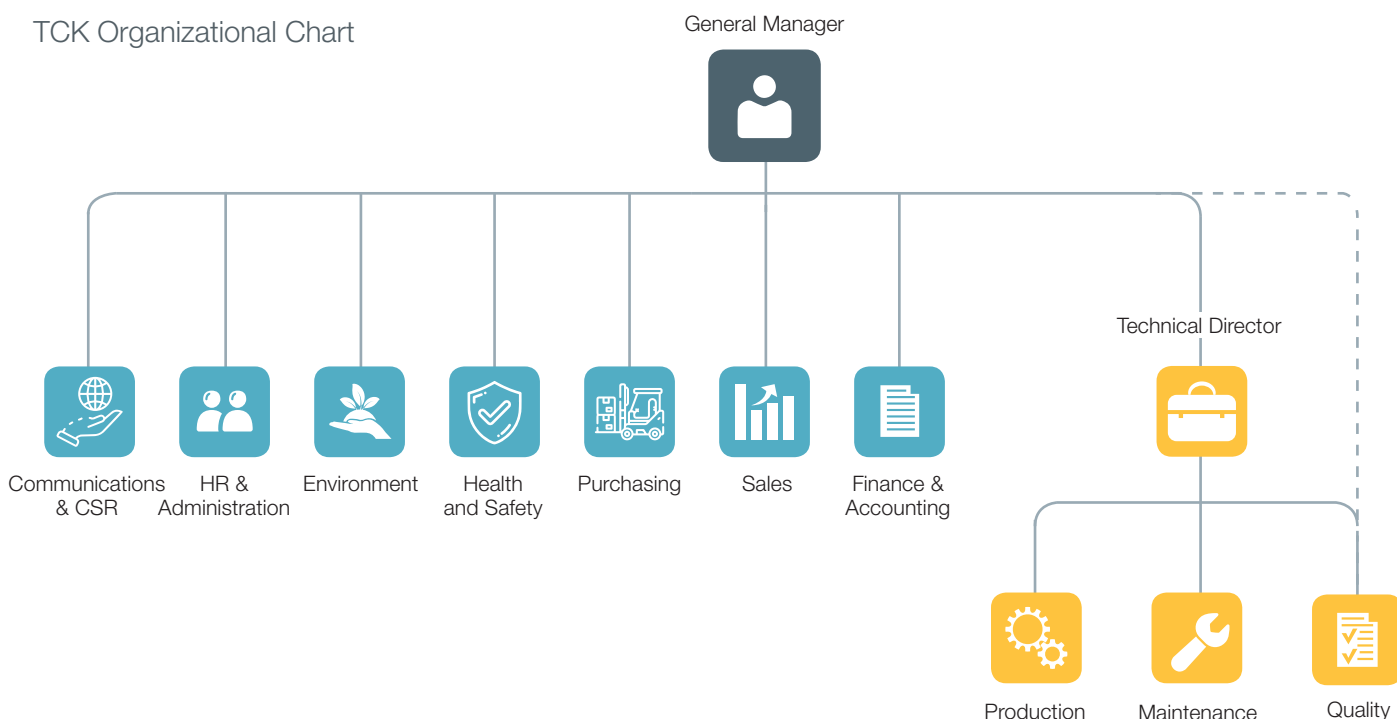 TCK Organizational Chart
General Manager
Technical Director
Communications
& CSR
HR &
Administration
Environment
Health
and Safety
Purchasing
Sales
Finance &
Accounting
Production
Maintenance
Quality